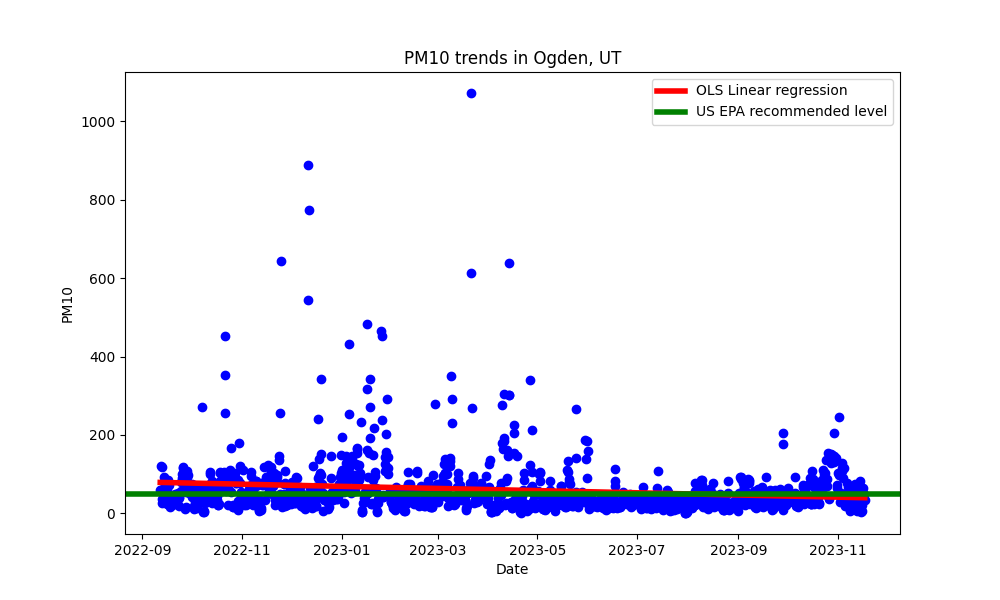 PM10 trends in Ogden, UT
OLS Linear regression
US EPA recommended level
1000
800
600
400
200
0
PM10
2022-09 2022-11 2023-01 2023-03 2023-05 2023-07 2023-09 2023-11
Date